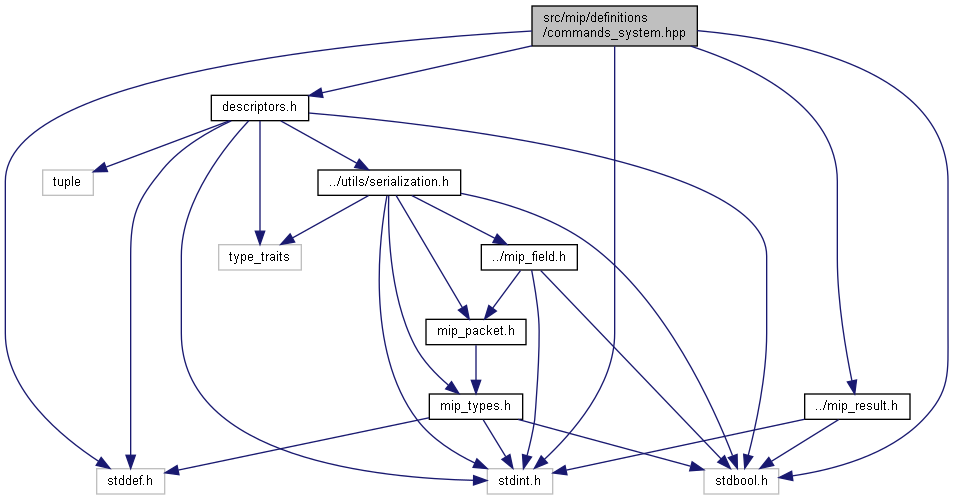 src/mip/definitions
/commands_system.hpp
descriptors.h
tuple
../utils/serialization.h
type_traits
../mip_field.h
mip_packet.h
mip_types.h
../mip_result.h
stddef.h
stdint.h
stdbool.h